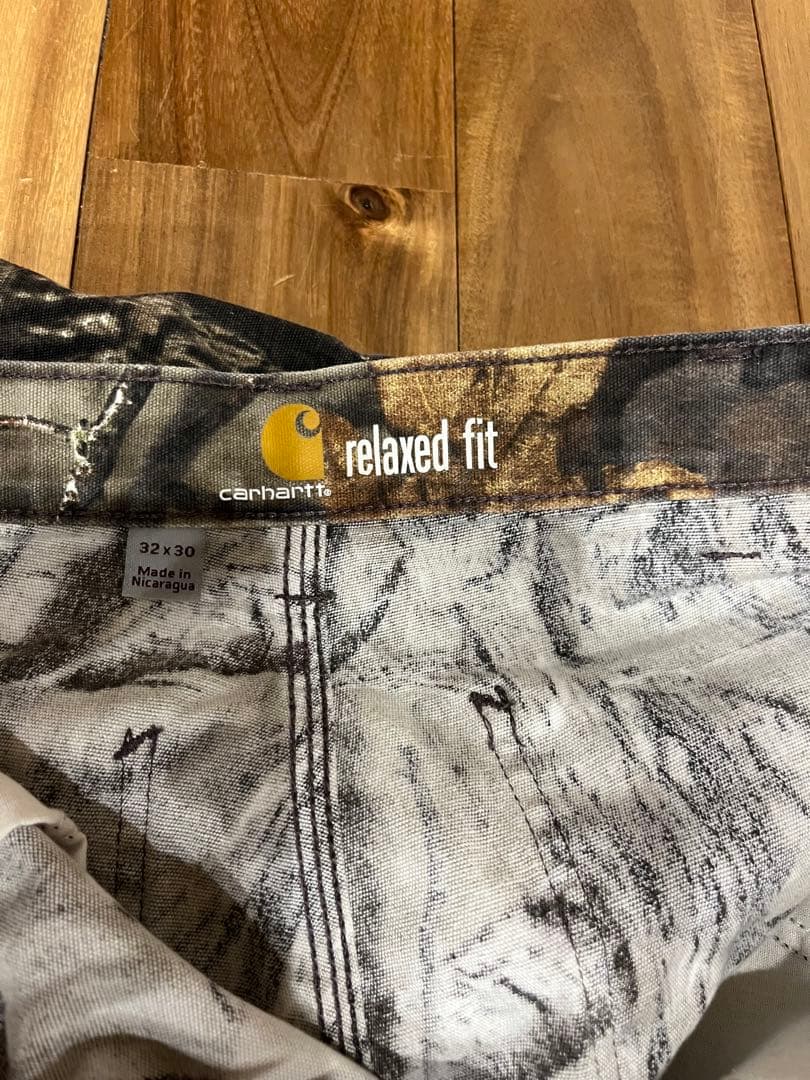 relaxed fit
carhartt®
32 x 30
Made in
Nicaragua